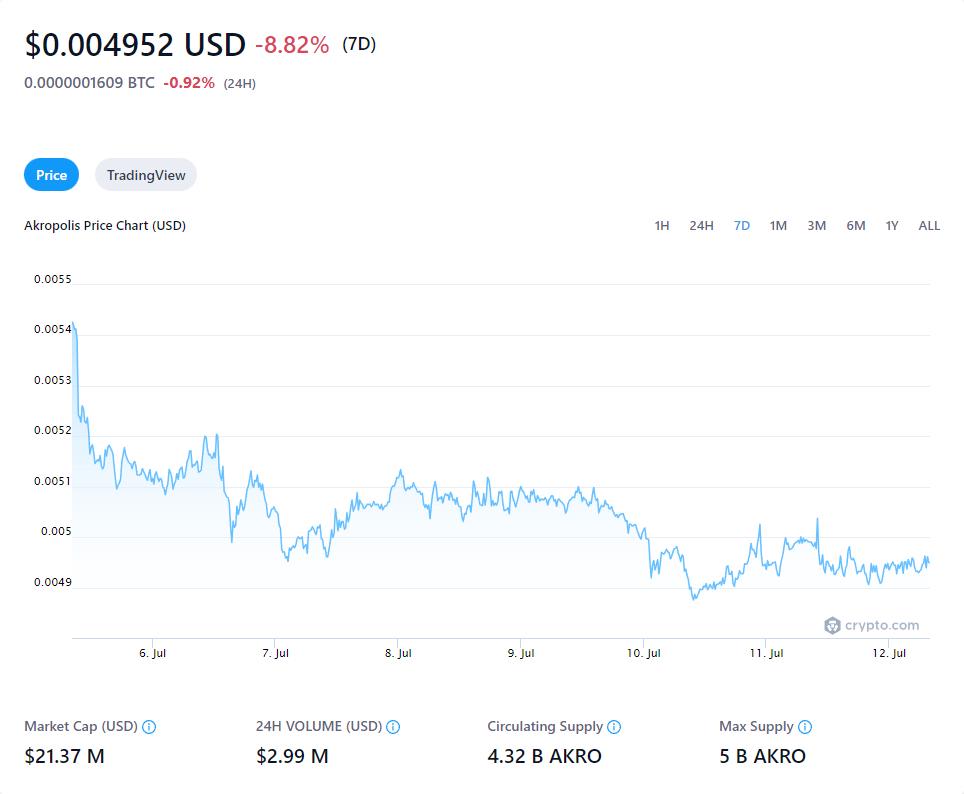 $0.004952 USD -8.82% (7D)
0.0000001609 BTC -0.92% (24H)
Price TradingView
Akropolis Price Chart (USD) 1H 24H 7D 1M 3M 6M 1Y ALL
0.0055
0.0054
0.0053
0.0052
0.0051
0.005
0.0049
crypto.com
6. Jul 7. Jul 8. Jul 9. Jul 10. Jul 11. Jul 12. Jul
Market Cap (USD) 24H VOLUME (USD) Circulating Supply Max Supply
$21.37 M $2.99 M 4.32 B AKRO 5 B AKRO